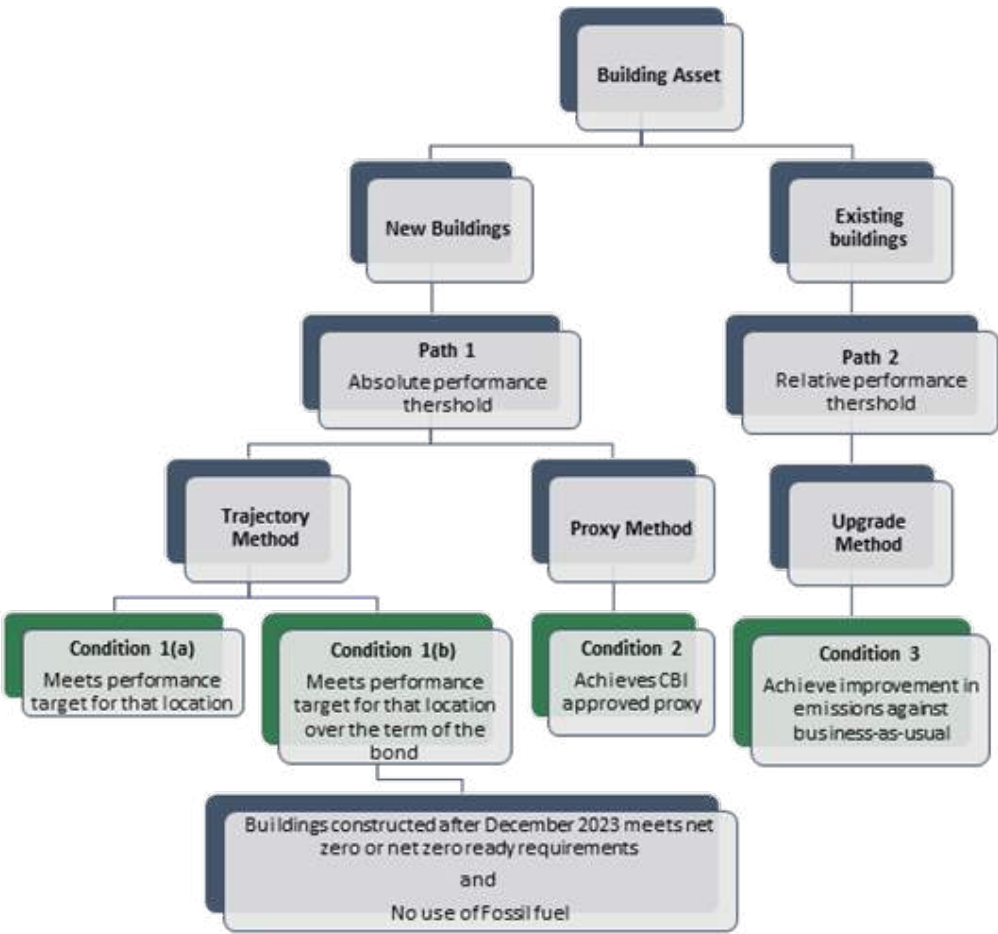 Building Asset
New Buildings
Existing
buildings
Path 1
Absolute performance
thershold
Path 2
Relative performance
thershold
Trajectory
Method
Proxy Method
Upgrade
Method
Condition 1(a)
Meets performance
target for that location
Condition 1(b)
Meets performance
target for that location
over the term of the
bond
Condition 2
Achieves CBI
approved proxy
Condition 3
Achieve improvement in
emissions against
business-as-usual
Buildings constructed after December 2023 meets net
zero or net zero ready requirements
and
No use of Fossil fuel